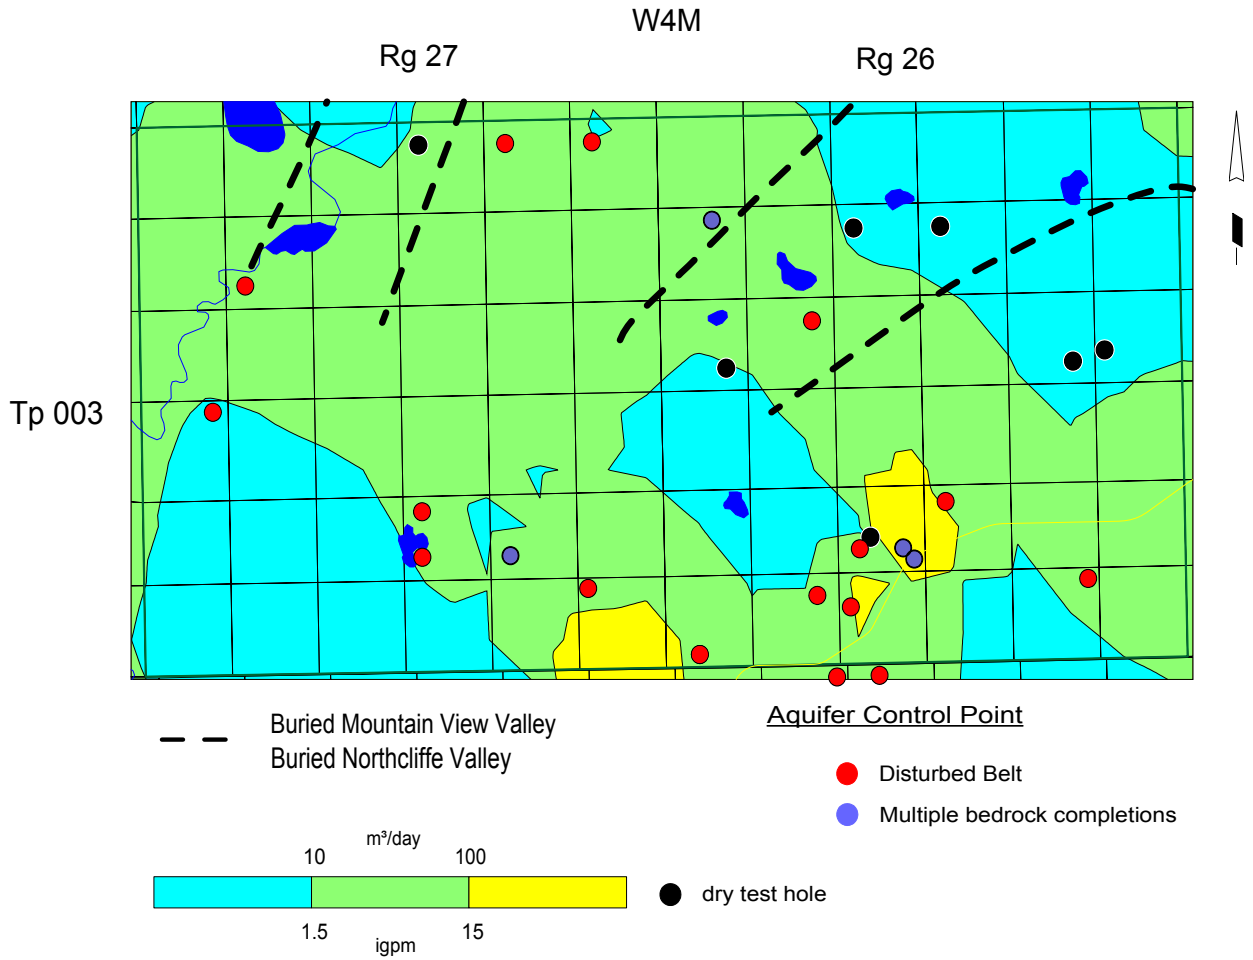 W4M
Rg 27
Rg 26
Tp 003
Buried Mountain View Valley
Buried Northcliffe Valley
Aquifer Control Point
Disturbed Belt
Multiple bedrock completions
m³/day
10
100
1.5
15
igpm
dry test hole